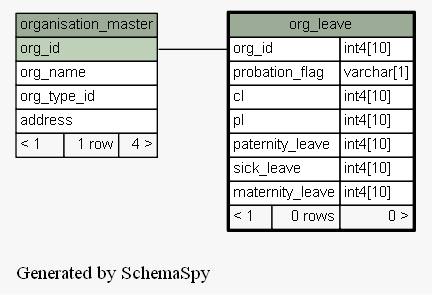 organisation_master
org_id
org_name
org_type_id
address
< 1 1 row 4 >
org_leave
org_id int4[10]
probation_flag varchar[1]
cl int4[10]
pl int4[10]
paternity_leave int4[10]
sick_leave int4[10]
maternity_leave int4[10]
< 1 0 rows 0 >
Generated by SchemaSpy